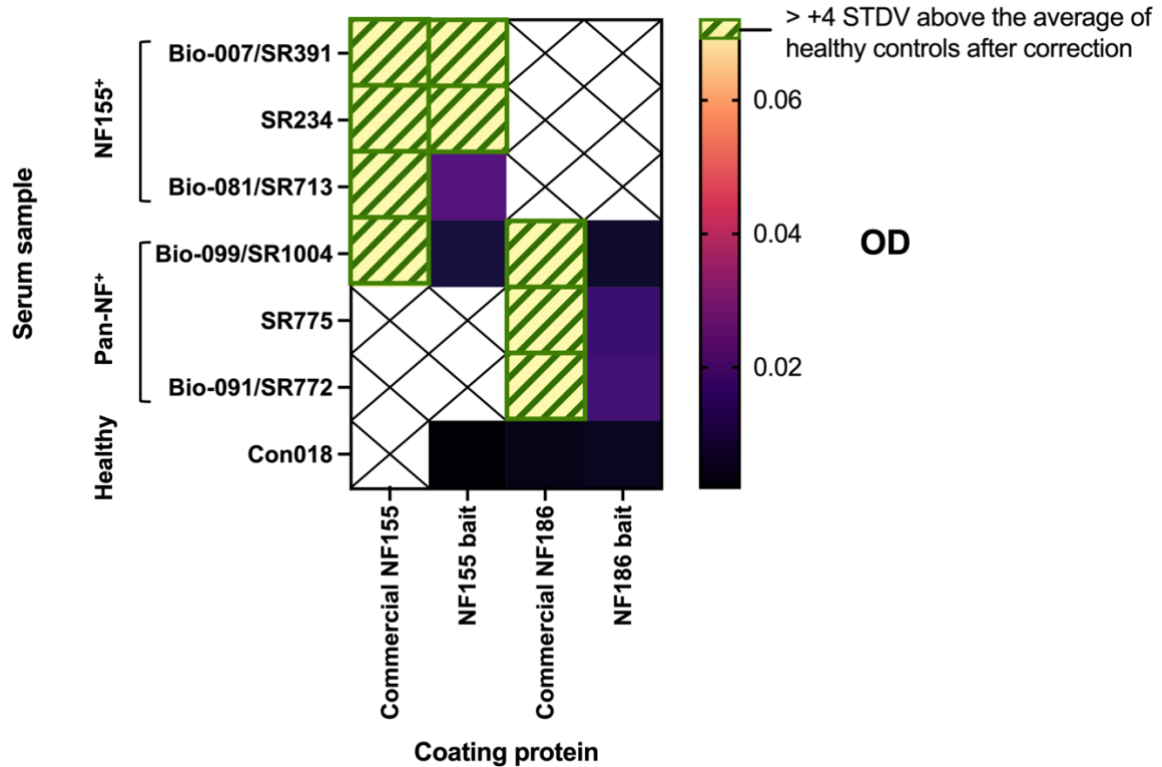 > +4 STDV above the average of
healthy controls after correction
Serum sample
NF155⁺
Pan-NF⁺
Healthy
Bio-007/SR391
SR234
Bio-081/SR713
Bio-099/SR1004
SR775
Bio-091/SR772
Con018
0.06
0.04
0.02
OD
Commercial NF155
NF155 bait
Commercial NF186
NF186 bait
Coating protein